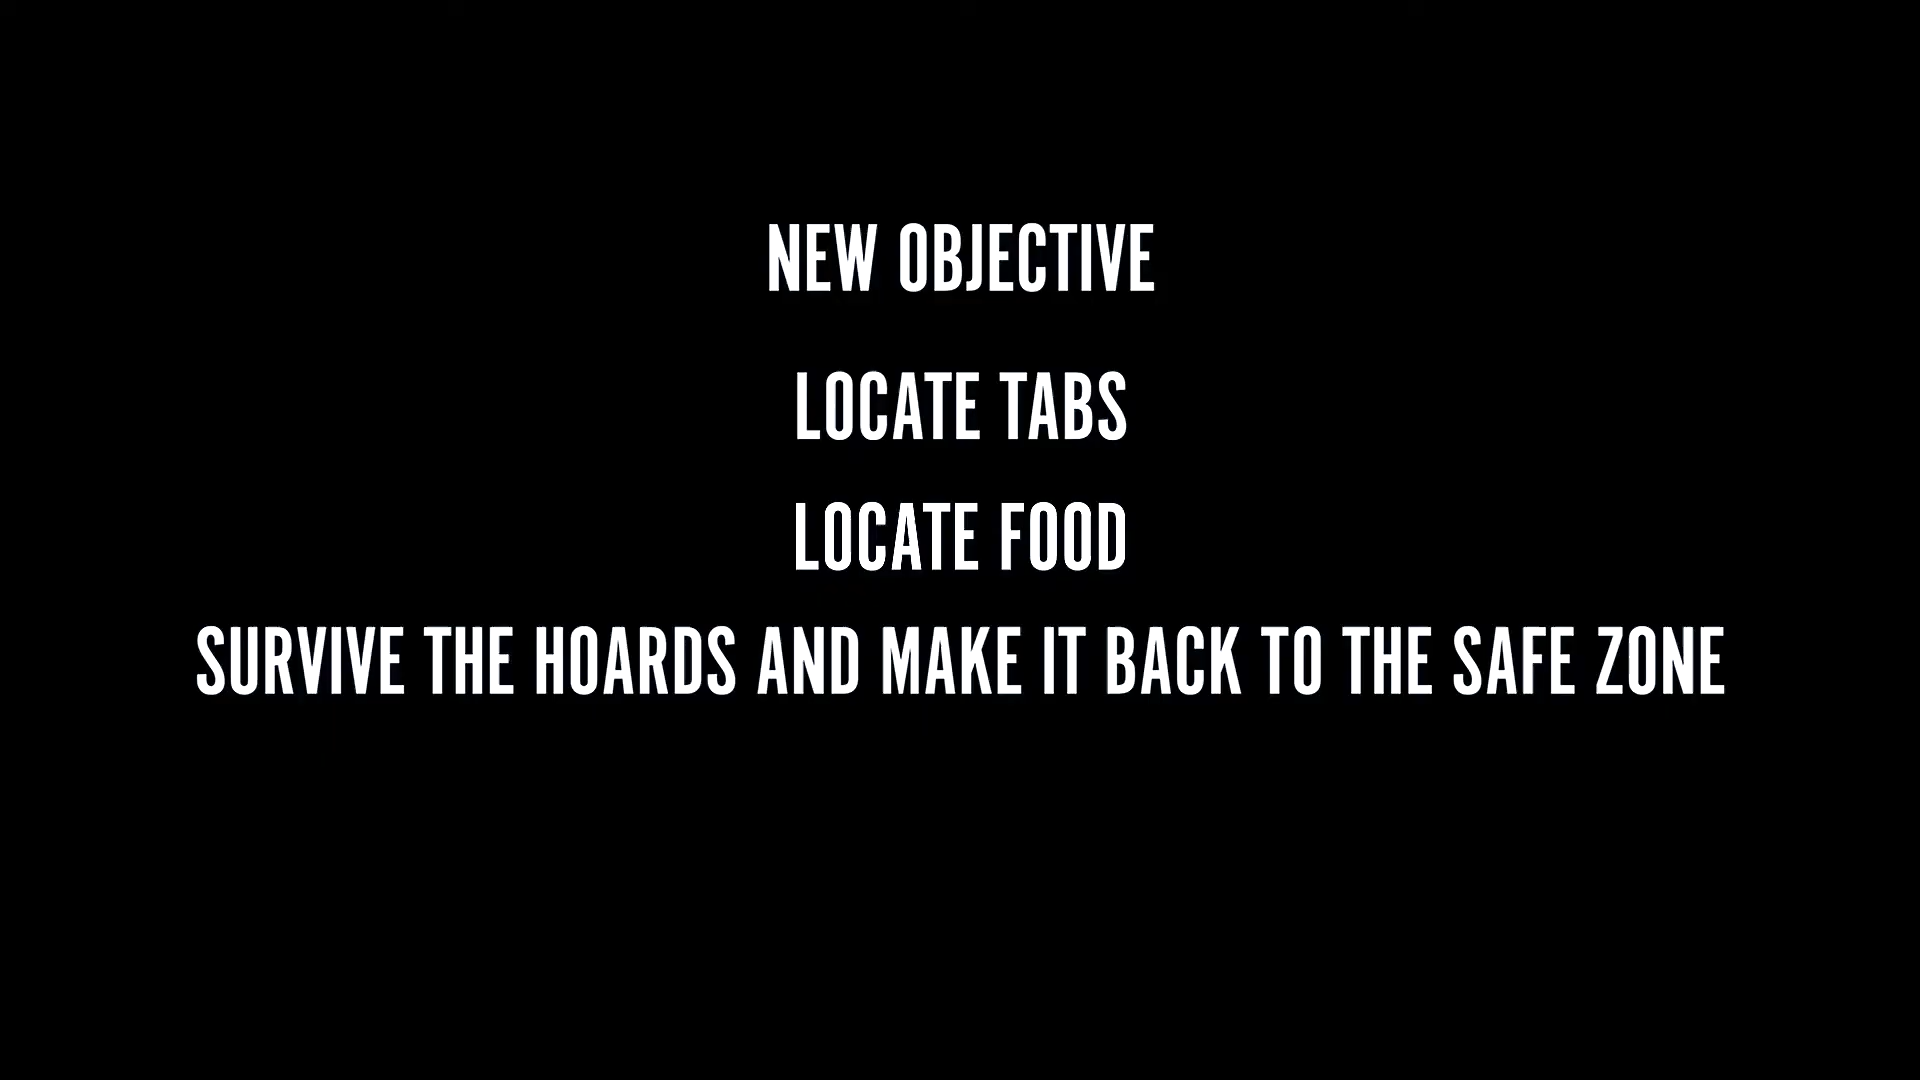 NEW OBJECTIVE
LOCATE TABS
LOCATE FOOD
SURVIVE THE HOARDS AND MAKE IT BACK TO THE SAFE ZONE